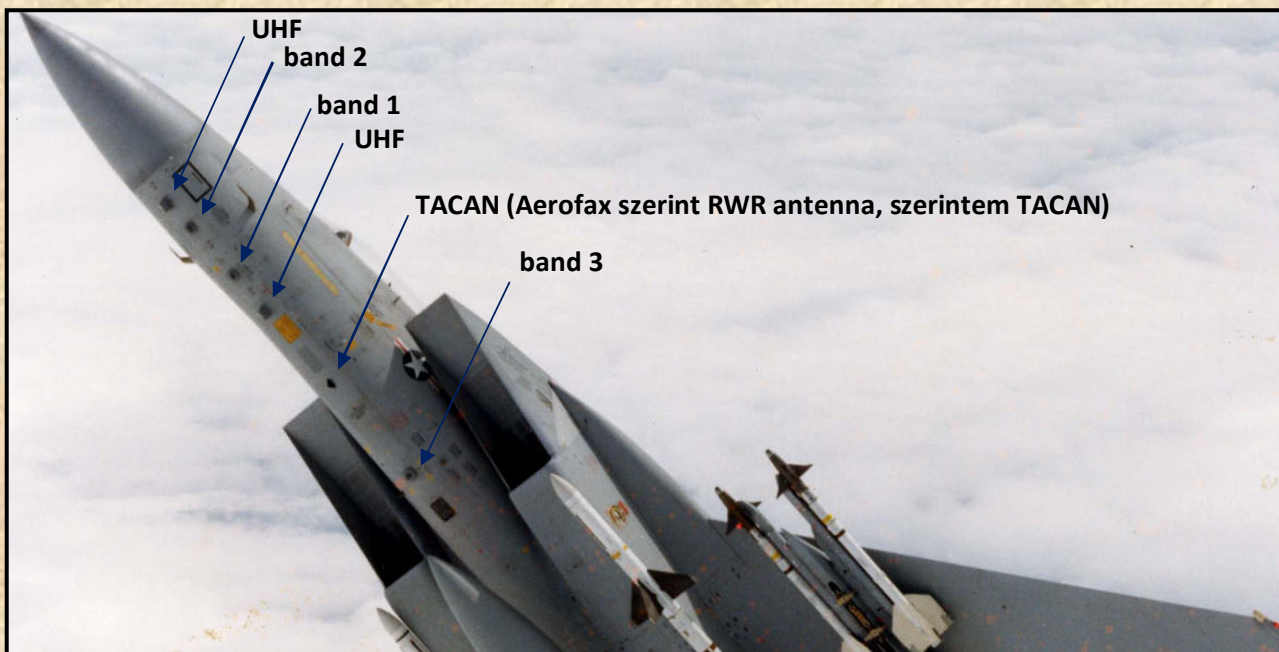 UHF
band 2
band 1
UHF
TACAN (Aerofax szerint RWR antenna, szerintem TACAN)
band 3